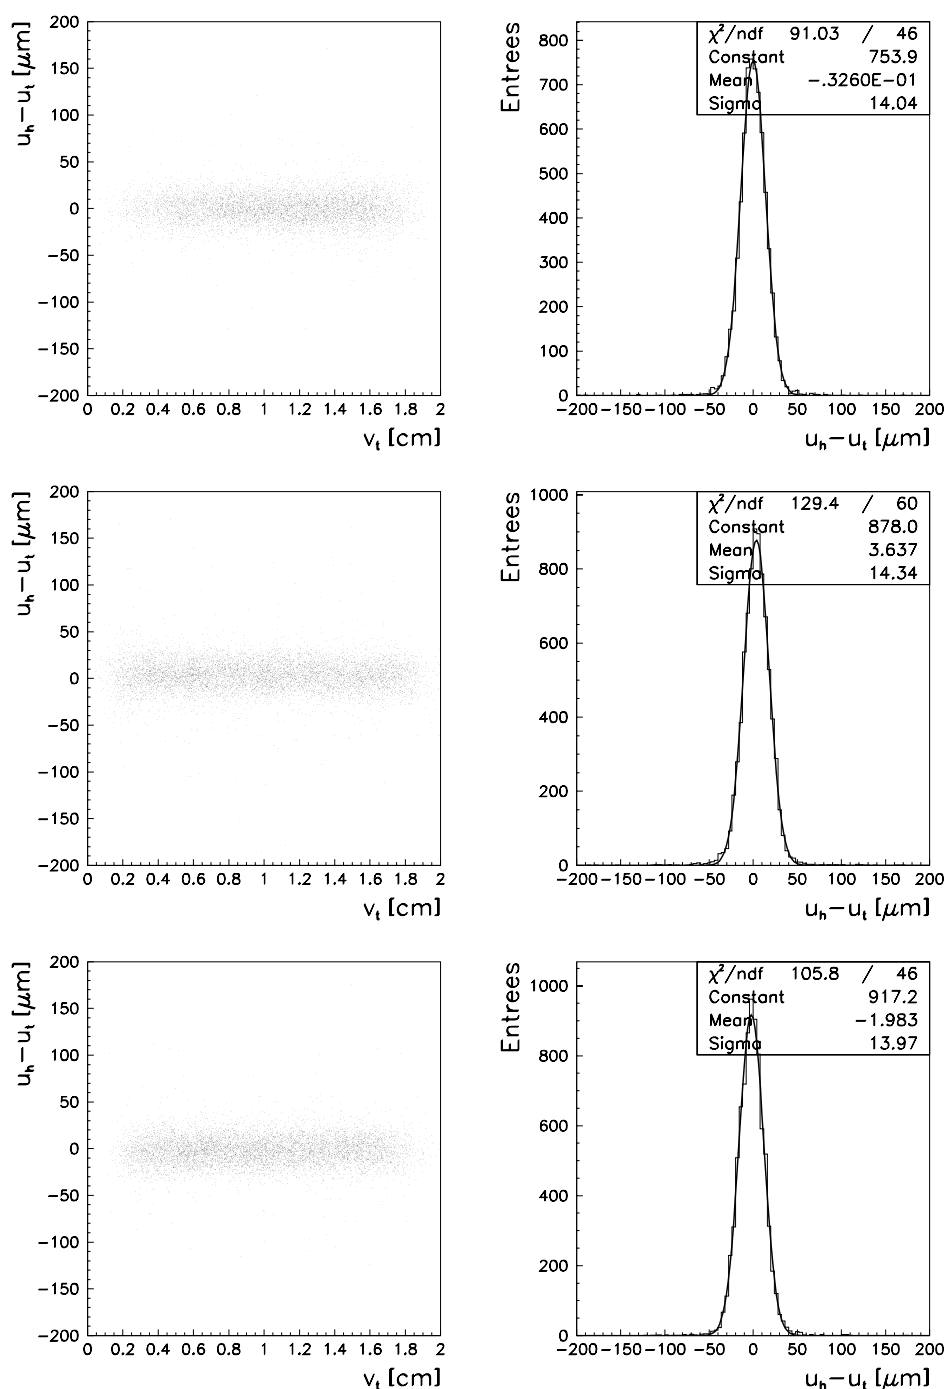 u_h−u_t [μm]
200
150
100
50
0
−50
−100
−150
−200
0 0.2 0.4 0.6 0.8 1 1.2 1.4 1.6 1.8 2
v_t [cm]
Entrees
χ²/ndf 91.03 / 46
Constant 753.9
Mean −.3260E−01
Sigma 14.04
800
700
600
500
400
300
200
100
0
−200 −150 −100 −50 0 50 100 150 200
u_h−u_t [μm]
u_h−u_t [μm]
200
150
100
50
0
−50
−100
−150
−200
0 0.2 0.4 0.6 0.8 1 1.2 1.4 1.6 1.8 2
v_t [cm]
Entrees
χ²/ndf 129.4 / 60
Constant 878.0
Mean 3.637
Sigma 14.34
1000
800
600
400
200
0
−200 −150 −100 −50 0 50 100 150 200
u_h−u_t [μm]
u_h−u_t [μm]
200
150
100
50
0
−50
−100
−150
−200
0 0.2 0.4 0.6 0.8 1 1.2 1.4 1.6 1.8 2
v_t [cm]
Entrees
χ²/ndf 105.8 / 46
Constant 917.2
Mean −1.983
Sigma 13.97
1000
800
600
400
200
0
−200 −150 −100 −50 0 50 100 150 200
u_h−u_t [μm]